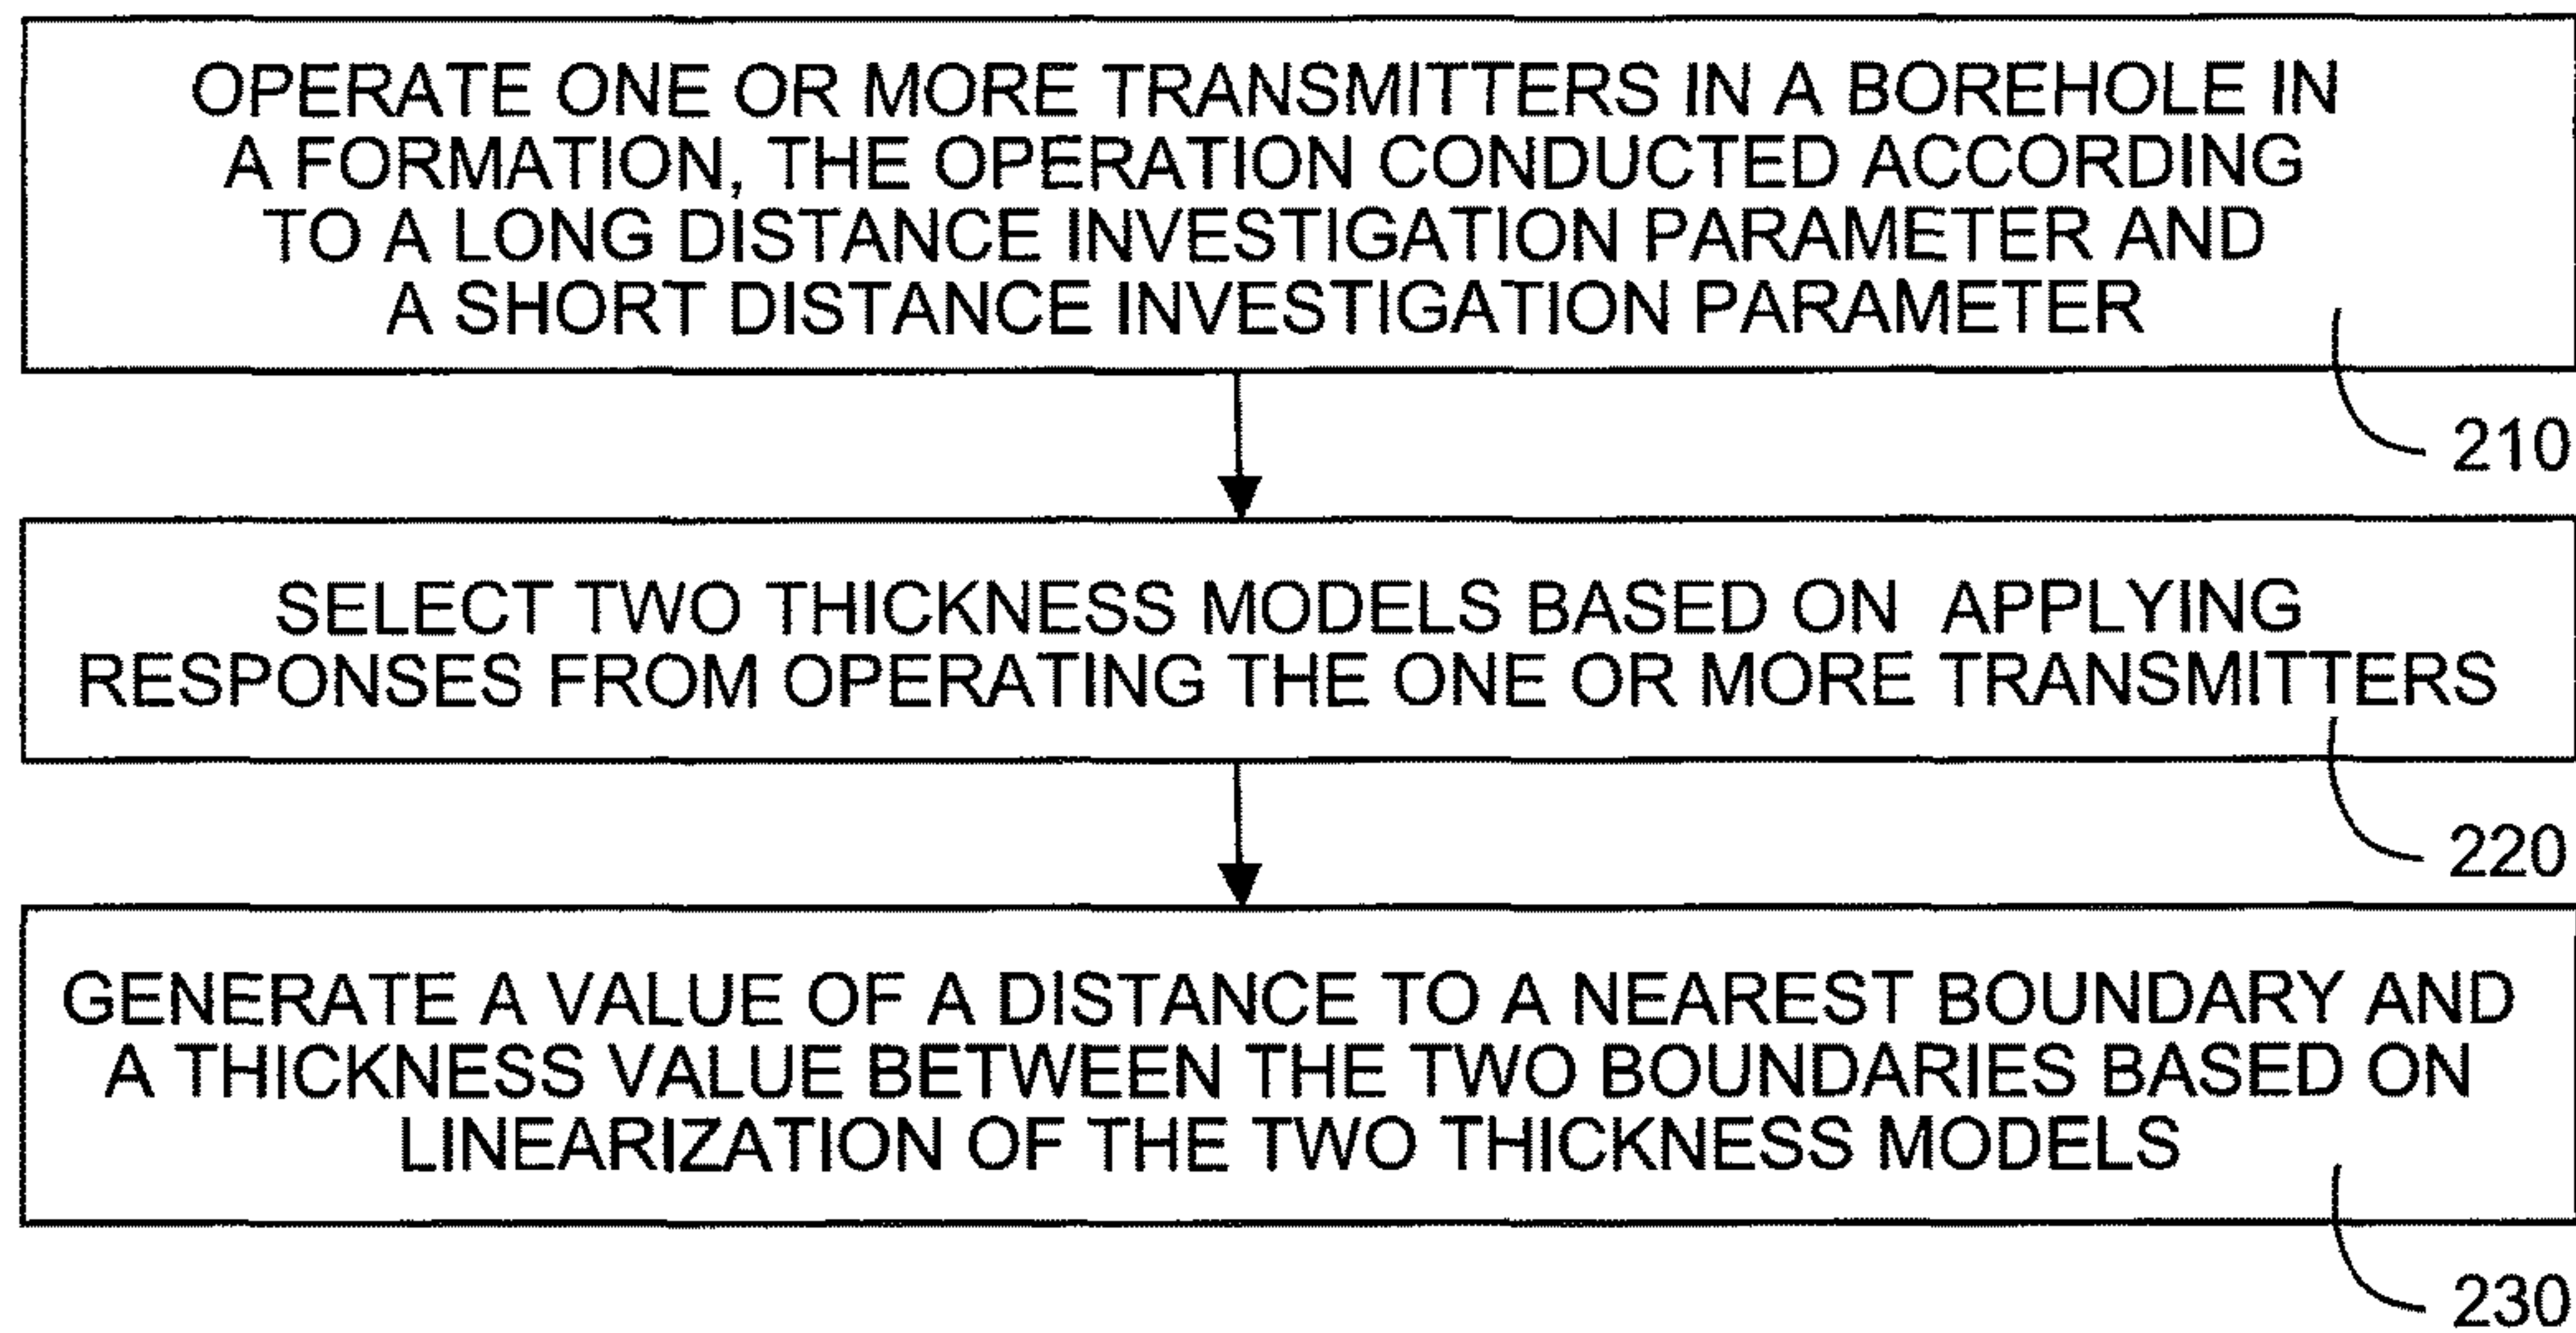 OPERATE ONE OR MORE TRANSMITTERS IN A BOREHOLE IN
A FORMATION, THE OPERATION CONDUCTED ACCORDING
TO A LONG DISTANCE INVESTIGATION PARAMETER AND
A SHORT DISTANCE INVESTIGATION PARAMETER
210
SELECT TWO THICKNESS MODELS BASED ON APPLYING
RESPONSES FROM OPERATING THE ONE OR MORE TRANSMITTERS
220
GENERATE A VALUE OF A DISTANCE TO A NEAREST BOUNDARY AND
A THICKNESS VALUE BETWEEN THE TWO BOUNDARIES BASED ON
LINEARIZATION OF THE TWO THICKNESS MODELS
230